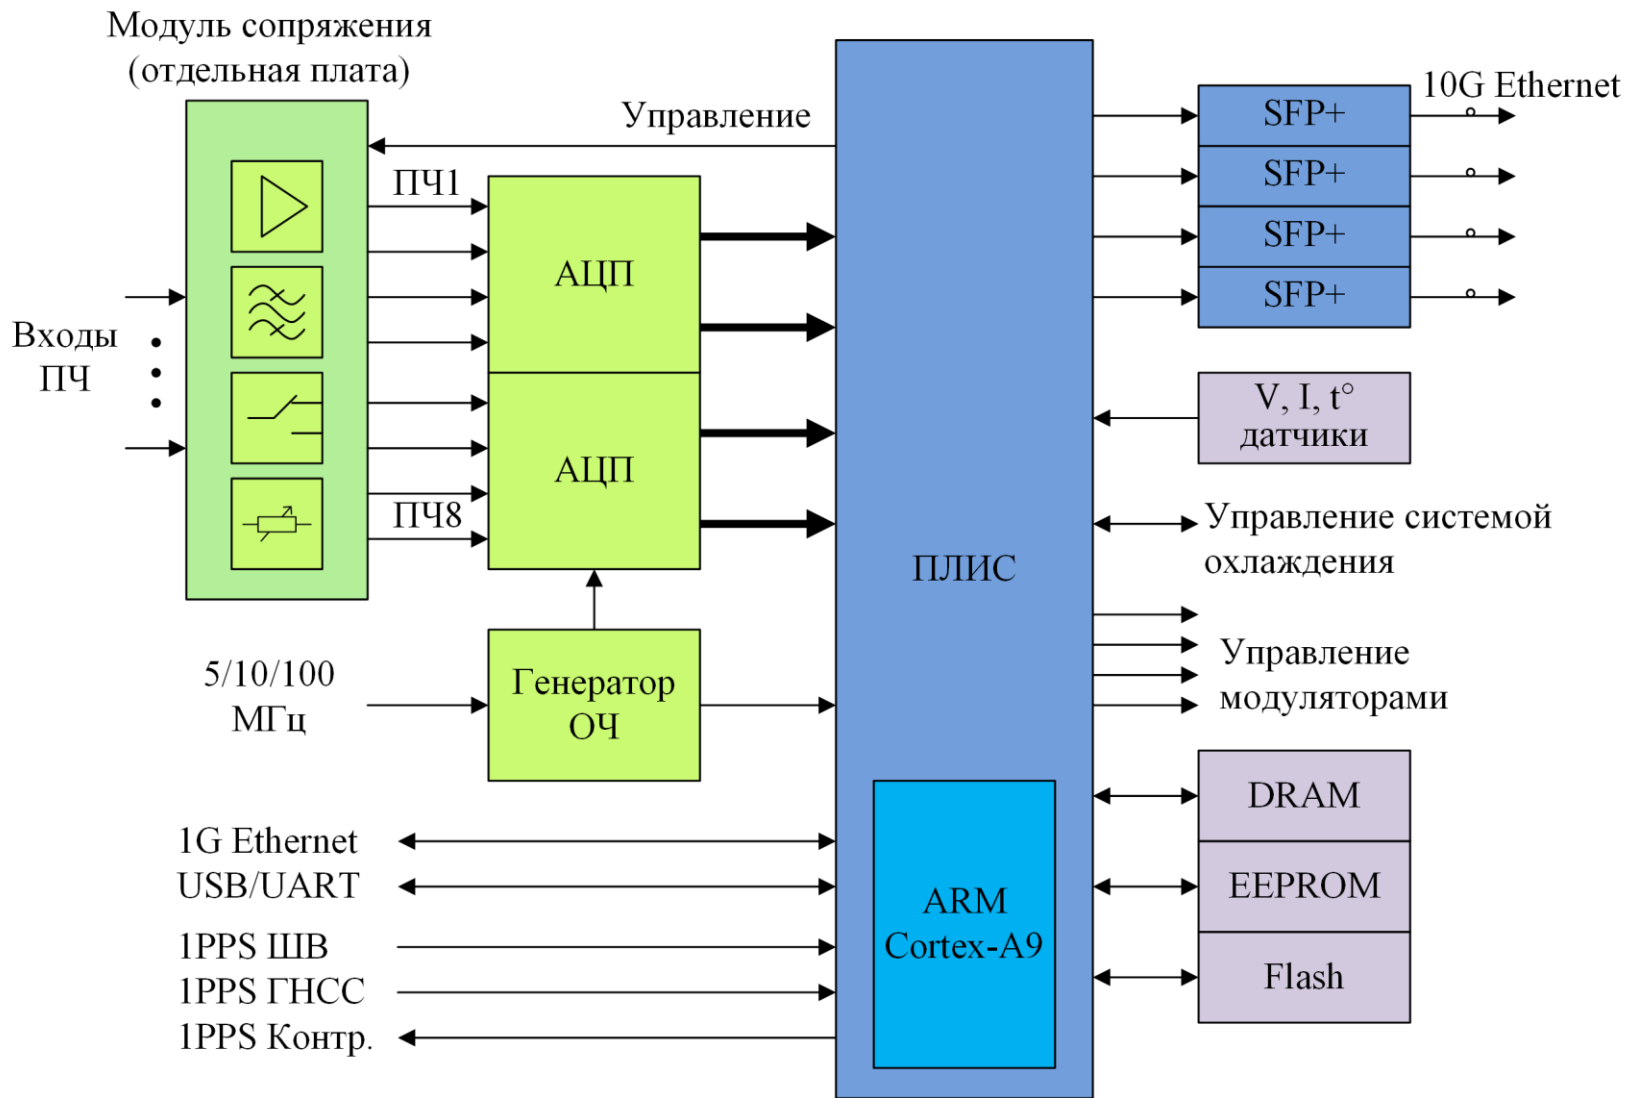 Модуль сопряжения
(отдельная плата)
Управление
10G Ethernet
SFP+
SFP+
SFP+
SFP+
ПЧ1
АЦП
Входы
ПЧ
АЦП
ПЧ8
V, I, t°
датчики
Управление системой
охлаждения
ПЛИС
5/10/100
МГц
Генератор
ОЧ
Управление
модуляторами
DRAM
EEPROM
Flash
1G Ethernet
USB/UART
1PPS ШВ
1PPS ГНСС
1PPS Контр.
ARM
Cortex-A9